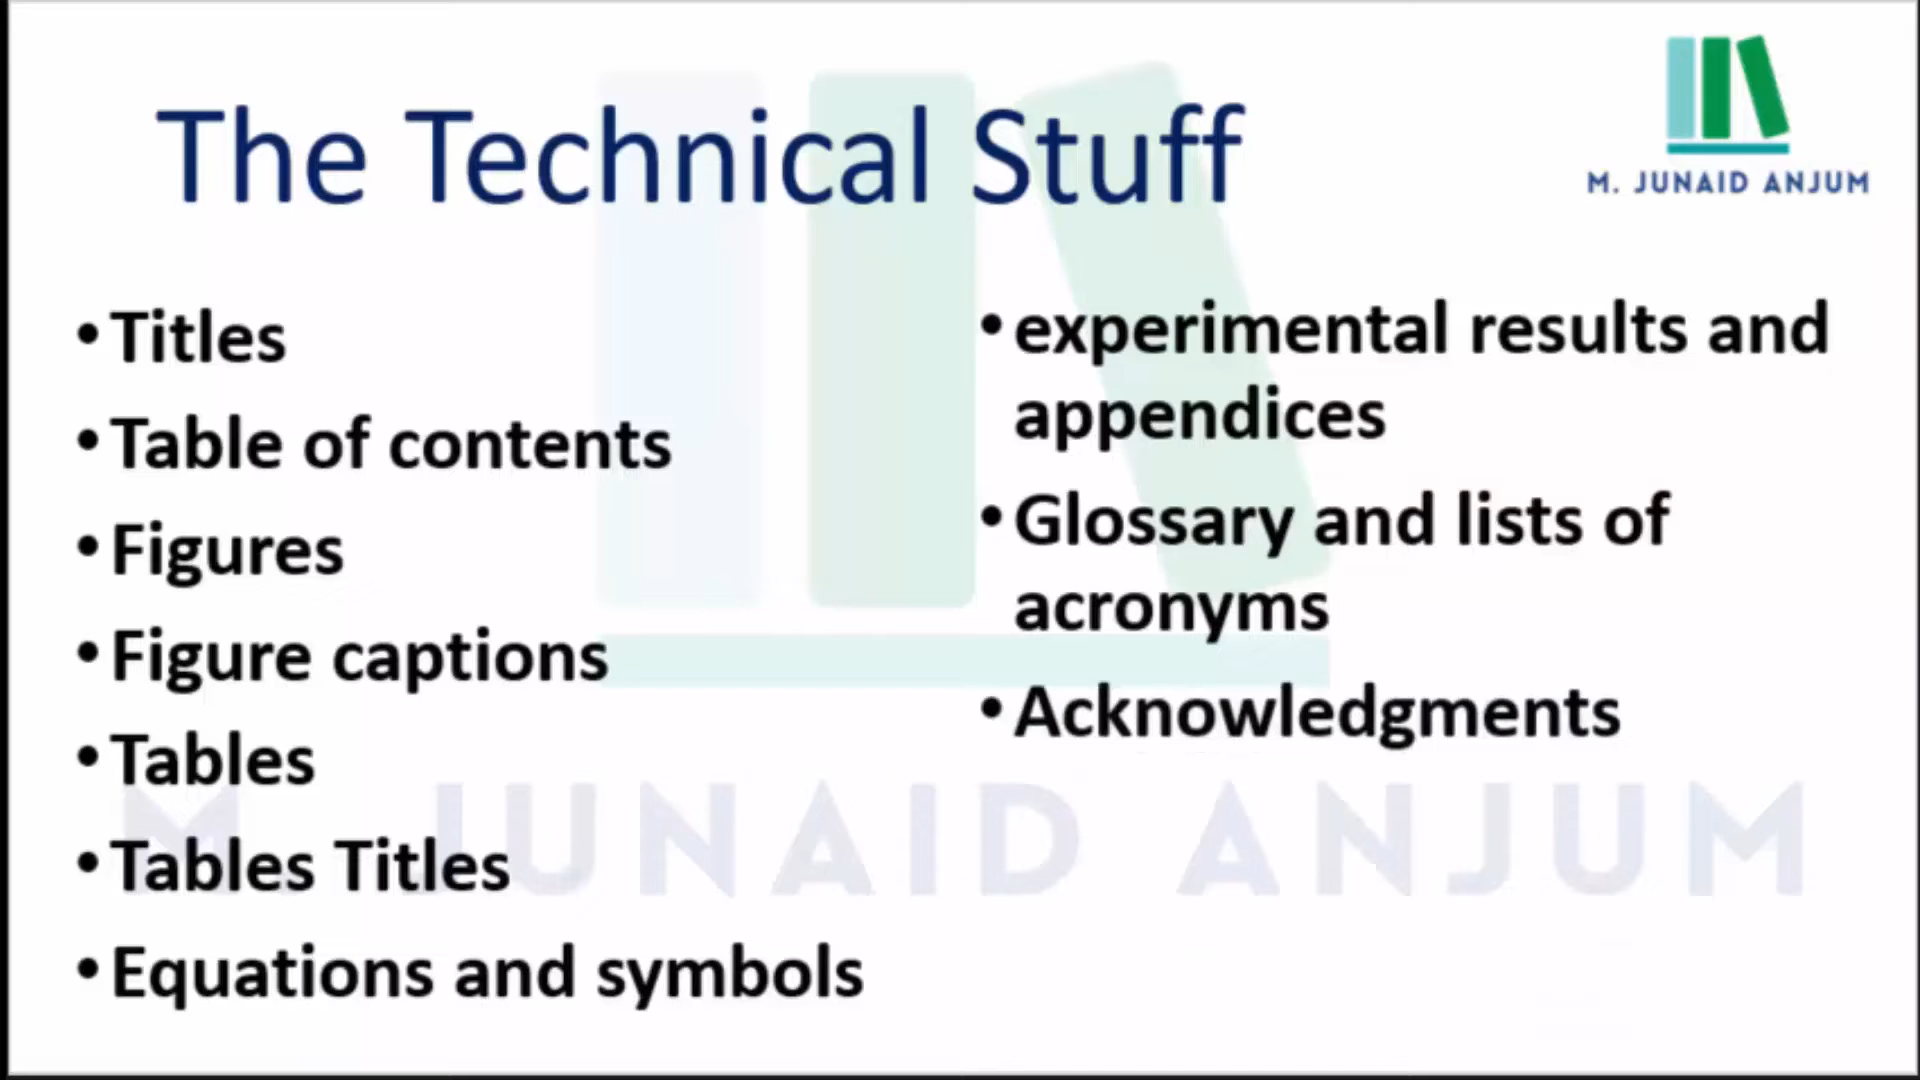 The Technical Stuff
M. JUNAID ANJUM
•Titles
•Table of contents
•Figures
•Figure captions
•Tables
•Tables Titles
•Equations and symbols
•experimental results and
appendices
•Glossary and lists of
acronyms
•Acknowledgments
M. JUNAID ANJUM